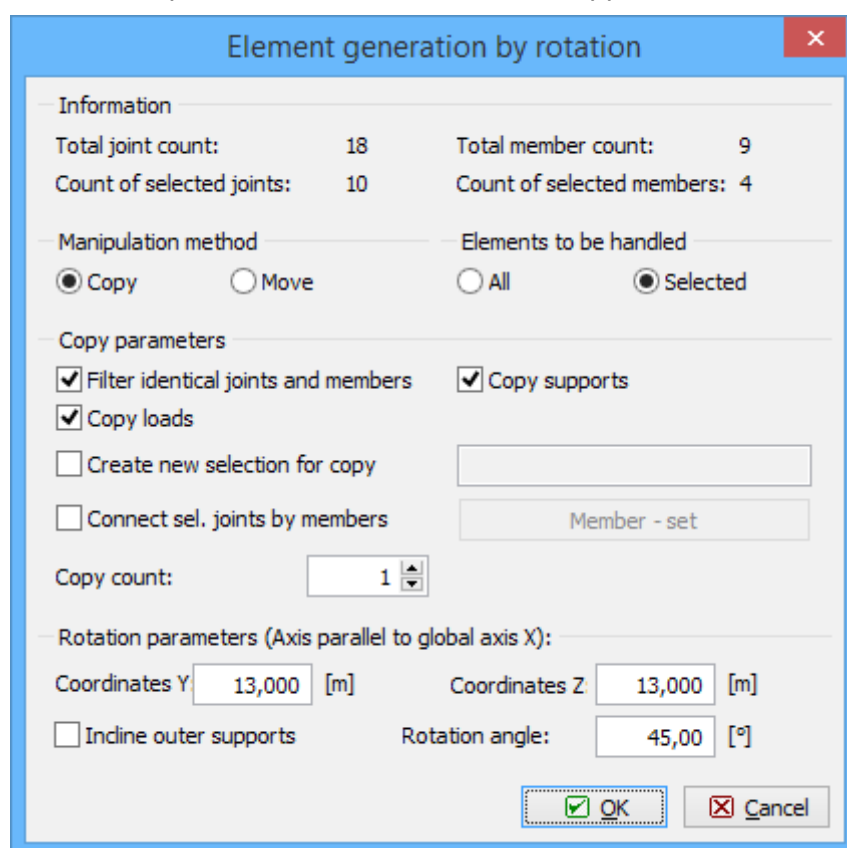 Element generation by rotation
Information
Total joint count: 18 Total member count: 9
Count of selected joints: 10 Count of selected members: 4
Manipulation method Elements to be handled
Copy Move All Selected
Copy parameters
Filter identical joints and members Copy supports
Copy loads
Create new selection for copy
Connect sel. joints by members Member - set
Copy count: 1
Rotation parameters (Axis parallel to global axis X):
Coordinates Y: 13,000 [m] Coordinates Z: 13,000 [m]
Incline outer supports Rotation angle: 45,00 [°]
OK Cancel